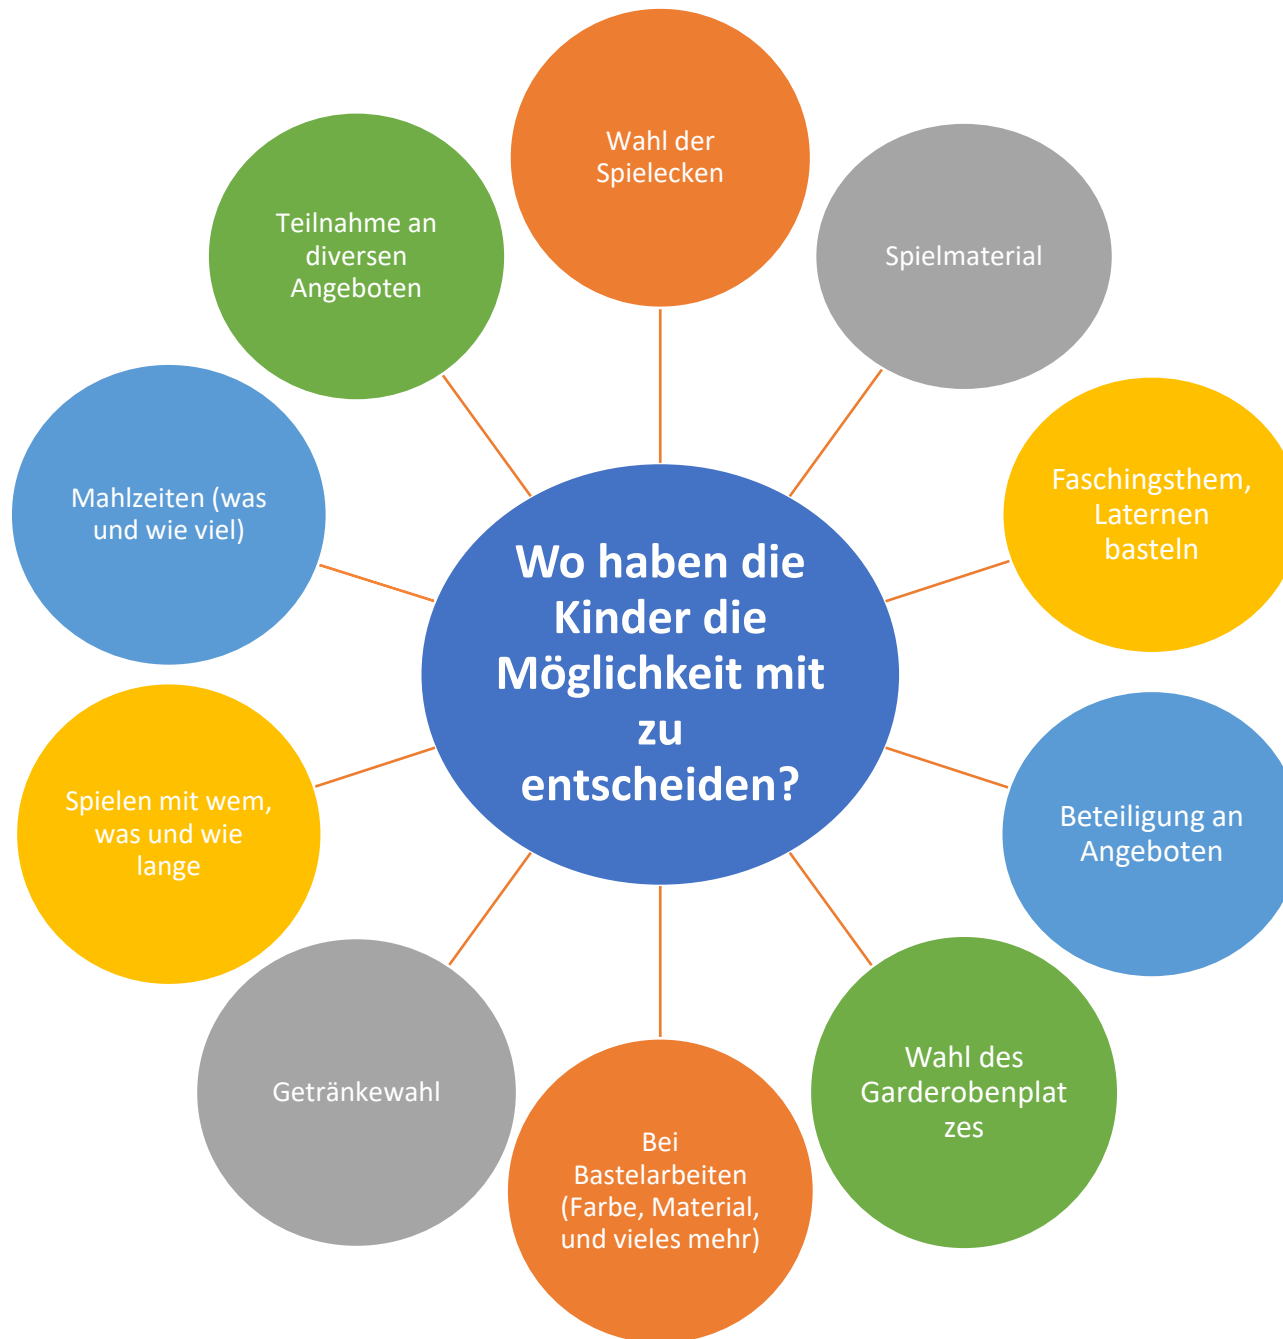 Wahl der
Spielecken
Spielmaterial
Faschingsthem,
Laternen
basteln
Beteiligung an
Angeboten
Wahl des
Garderobenplat
zes
Bei
Bastelarbeiten
(Farbe, Material,
und vieles mehr)
Getränkewahl
Spielen mit wem,
was und wie
lange
Mahlzeiten (was
und wie viel)
Teilnahme an
diversen
Angeboten
Wo haben die
Kinder die
Möglichkeit mit
zu
entscheiden?